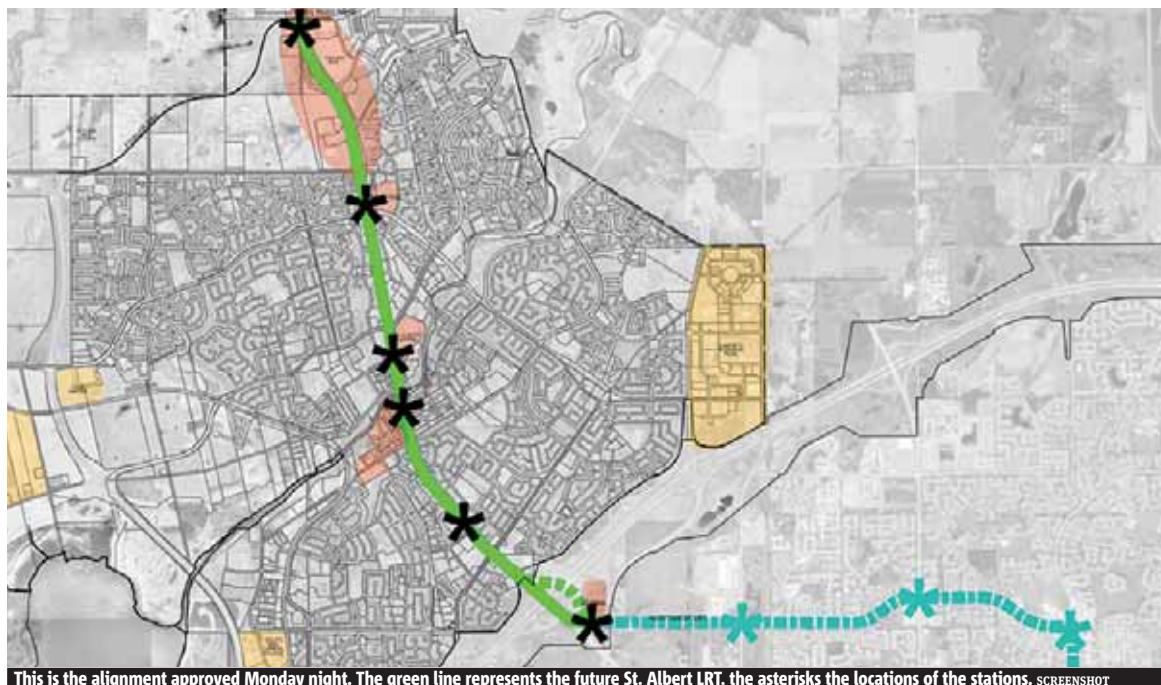 This is the alignment approved Monday night. The green line represents the future St. Albert LRT, the asterisks the locations of the stations. SCREENSHOT